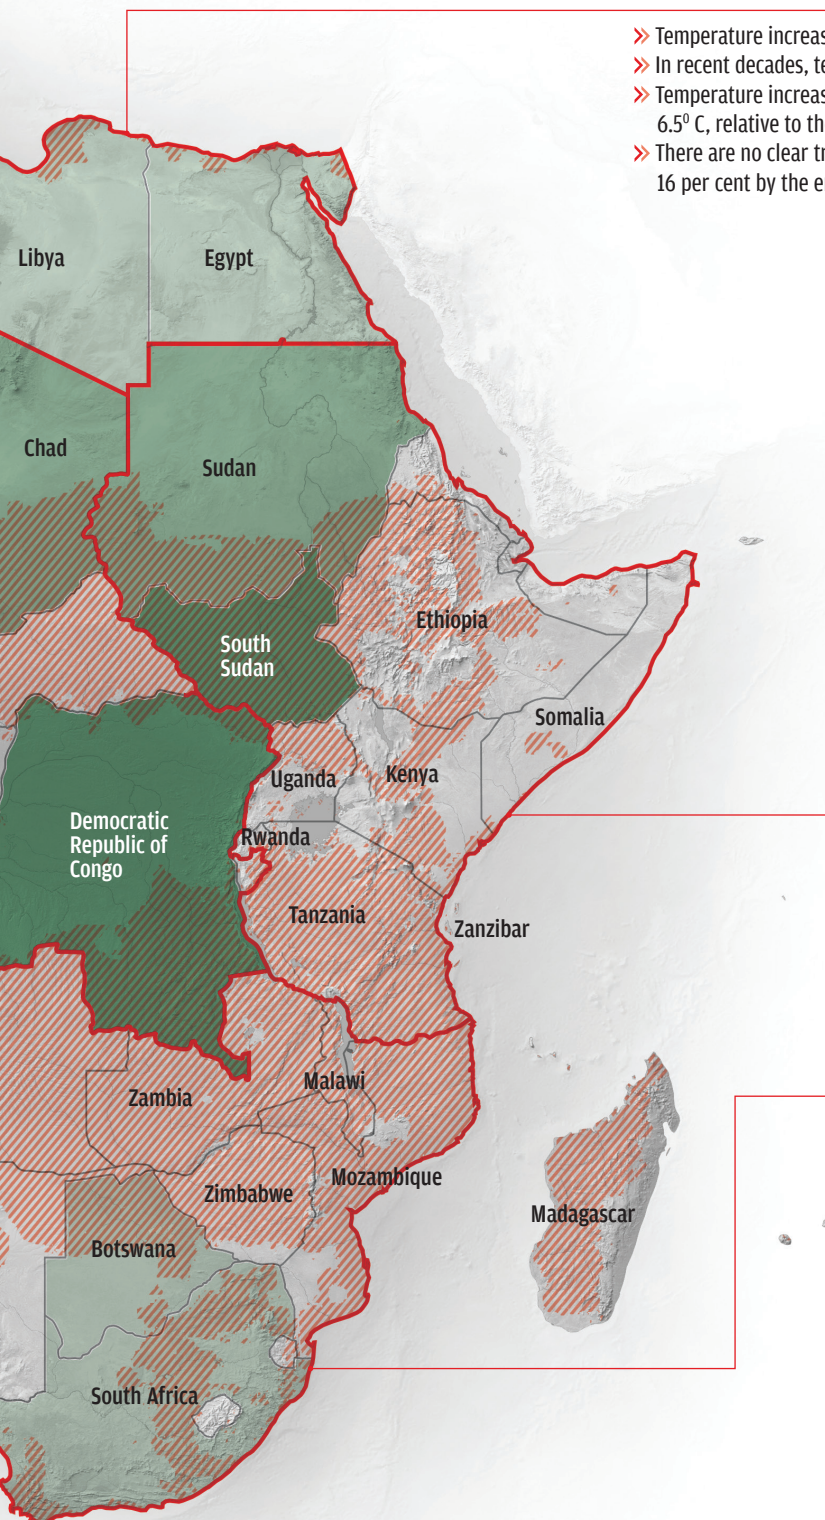 Temperature increas
In recent decades, te
Temperature increas
6.5⁰ C, relative to th
There are no clear tr
16 per cent by the e
Libya
Egypt
Chad
Sudan
Ethiopia
South
Sudan
Somalia
Uganda
Kenya
Democratic
Republic of
Congo
Rwanda
Tanzania
Zanzibar
Malawi
Zambia
Mozambique
Zimbabwe
Madagascar
Botswana
South Africa